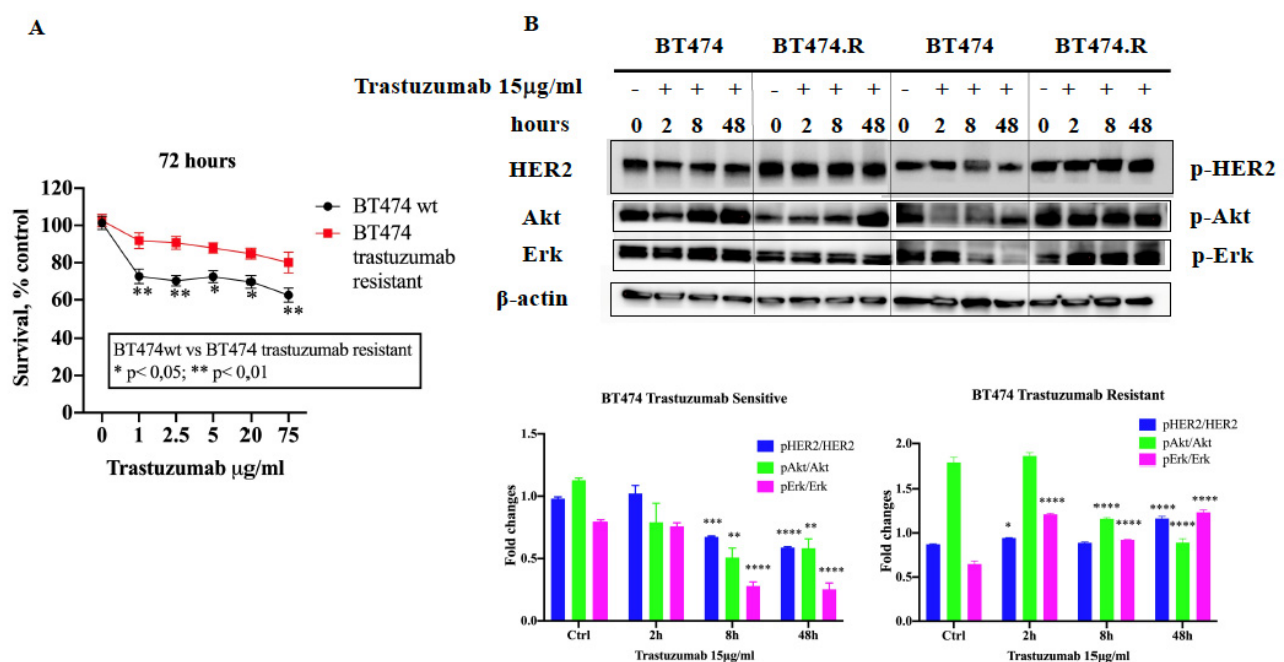 A
72 hours
120
100
80
60
40
20
0
Survival, % control
** ** * * **
BT474 wt
BT474
trastuzumab
resistant
BT474wt vs BT474 trastuzumab resistant
* p< 0,05; ** p< 0,01
0 1 2.5 5 20 75
Trastuzumab µg/ml
B
BT474 BT474.R BT474 BT474.R
Trastuzumab 15µg/ml - + + + - + + + - + + + - + + +
hours 0 2 8 48 0 2 8 48 0 2 8 48 0 2 8 48
HER2 p-HER2
Akt p-Akt
Erk p-Erk
β-actin
BT474 Trastuzumab Sensitive
pHER2/HER2
pAkt/Akt
pErk/Erk
1.5
1.0
0.5
0.0
Fold changes
*** ** **** **** ** ****
Ctrl 2h 8h 48h
Trastuzumab 15µg/ml
BT474 Trastuzumab Resistant
pHER2/HER2
pAkt/Akt
pErk/Erk
2.0
1.5
1.0
0.5
0.0
Fold changes
* **** **** **** **** **** ****
Ctrl 2h 8h 48h
Trastuzumab 15µg/ml